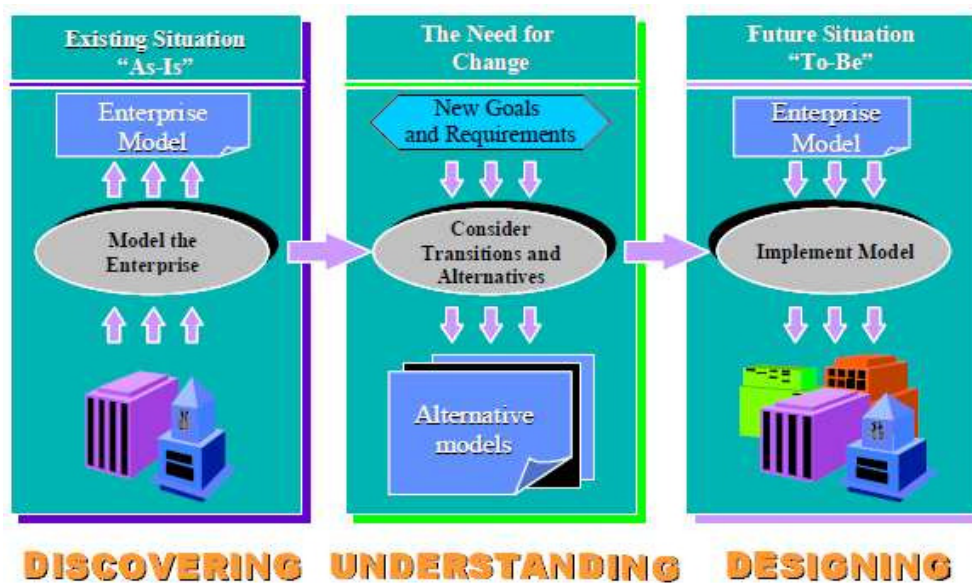 Existing Situation
“As-Is”
Enterprise
Model
Model the
Enterprise
The Need for
Change
New Goals
and Requirements
Consider
Transitions and
Alternatives
Alternative
models
Future Situation
“To-Be”
Enterprise
Model
Implement Model
DISCOVERING
UNDERSTANDING
DESIGNING